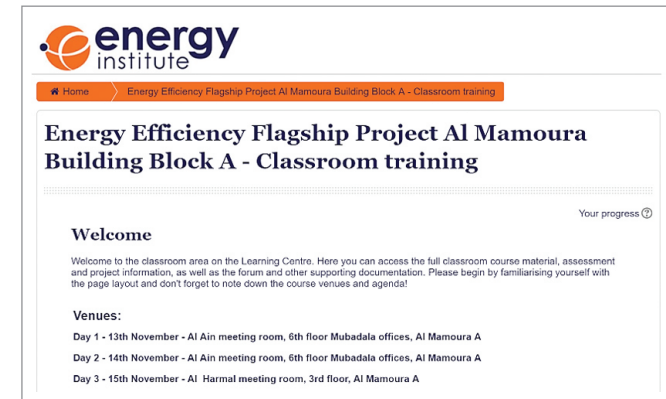 energy
institute
Home
Energy Efficiency Flagship Project Al Mamoura Building Block A - Classroom training
Energy Efficiency Flagship Project Al Mamoura
Building Block A - Classroom training
Your progress
Welcome
Welcome to the classroom area on the Learning Centre. Here you can access the full classroom course material, assessment
and project information, as well as the forum and other supporting documentation. Please begin by familiarising yourself with
the page layout and don't forget to note down the course venues and agenda!
Venues:
Day 1 - 13th November - Al Ain meeting room, 6th floor Mubadala offices, Al Mamoura A
Day 2 - 14th November - Al Ain meeting room, 6th floor Mubadala offices, Al Mamoura A
Day 3 - 15th November - Al Harmal meeting room, 3rd floor, Al Mamoura A